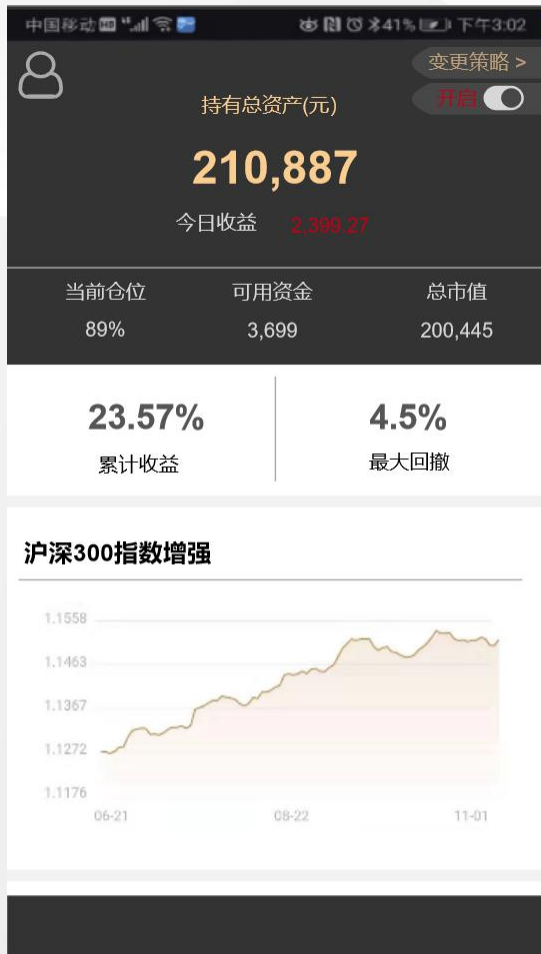 中国移动 HD 41% 下午3:02
变更策略 >
开启
持有总资产(元)
210,887
今日收益 2,399.27
当前仓位 可用资金 总市值
89% 3,699 200,445
23.57% 4.5%
累计收益 最大回撤
沪深300指数增强
1.1558
1.1463
1.1367
1.1272
1.1176
06-21 08-22 11-01